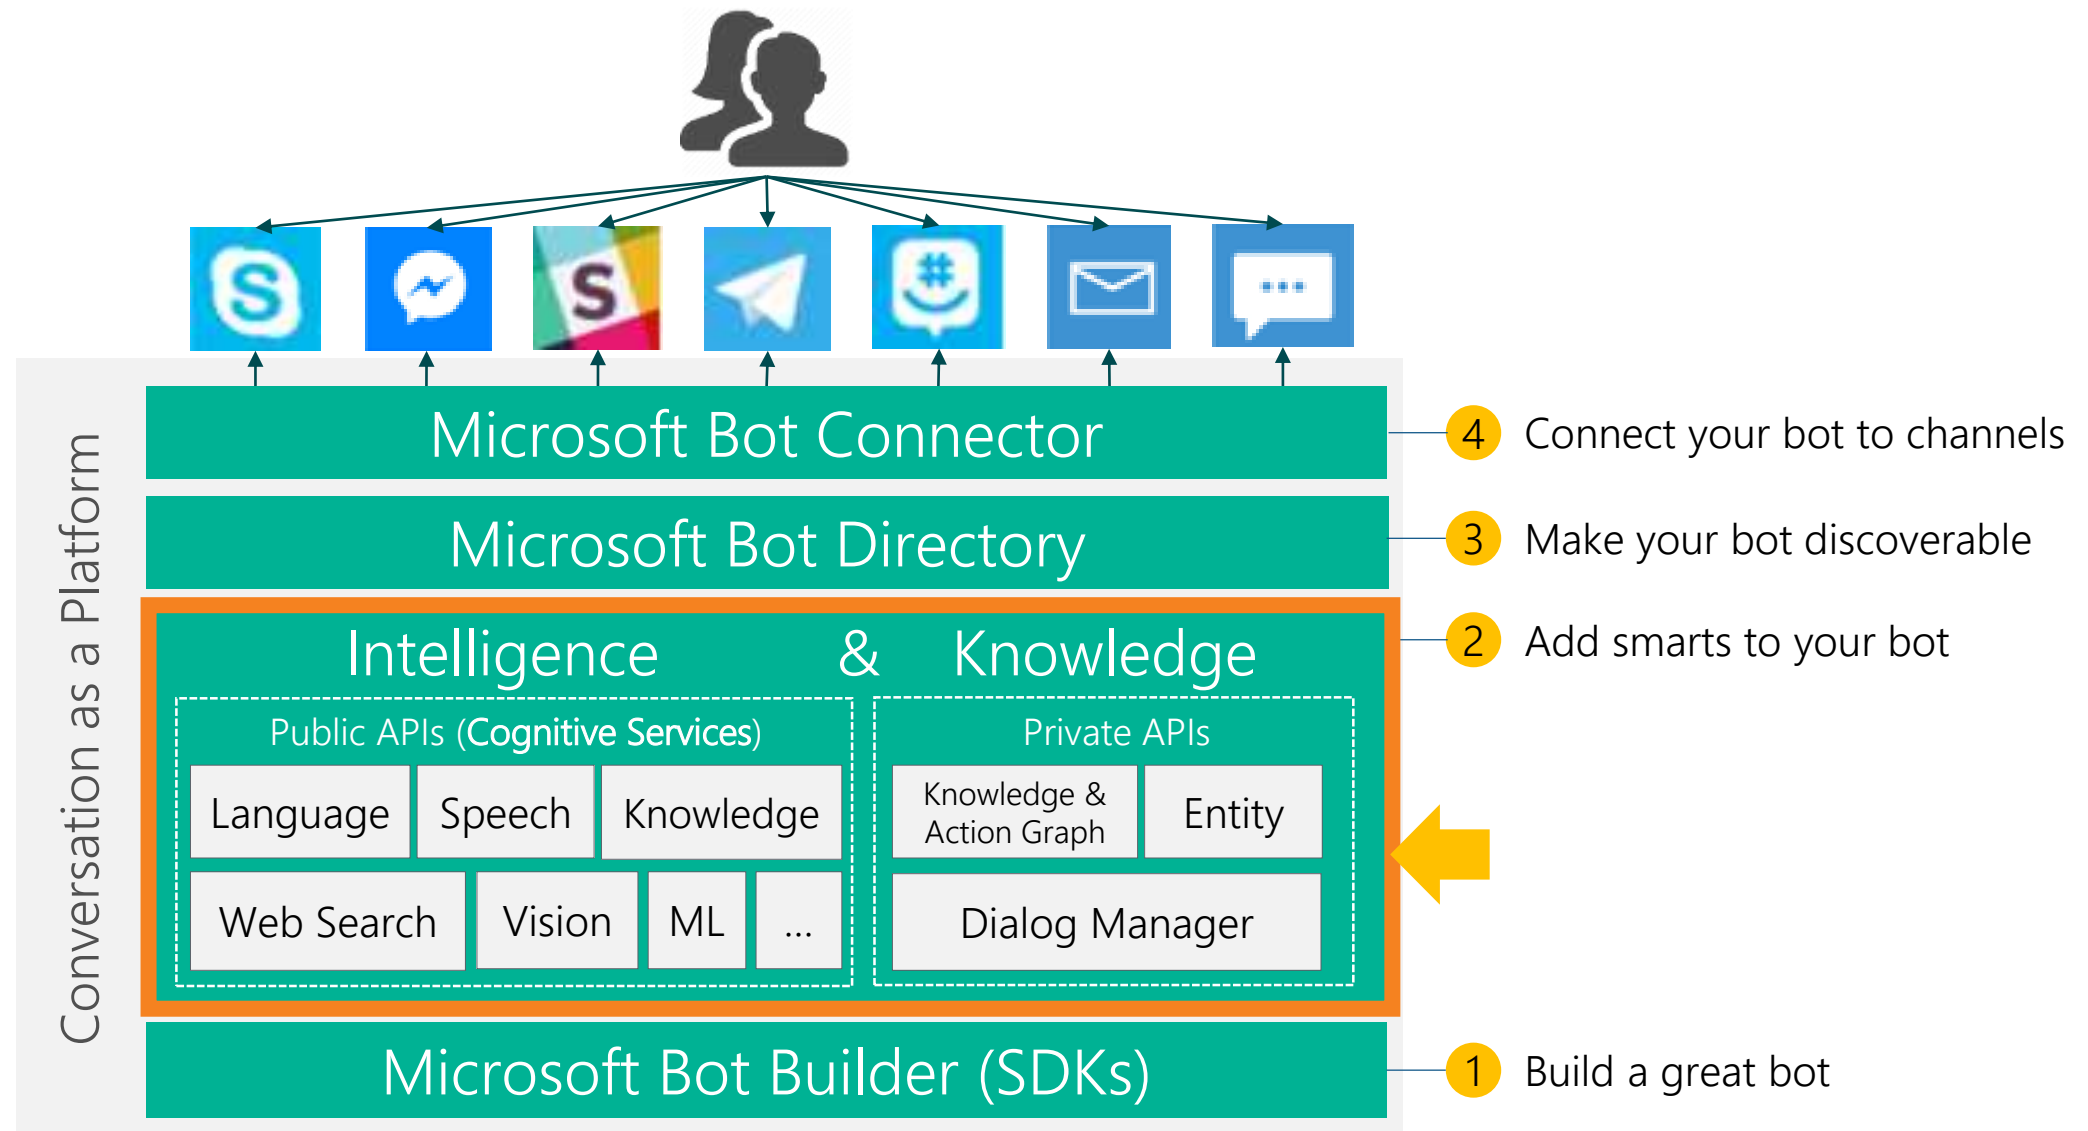 S
S
#
Conversation as a Platform
Microsoft Bot Connector
4 Connect your bot to channels
Microsoft Bot Directory
3 Make your bot discoverable
Intelligence & Knowledge
2 Add smarts to your bot
Public APIs (Cognitive Services)
Language
Speech
Knowledge
Web Search
Vision
ML
...
Private APIs
Knowledge &
Action Graph
Entity
Dialog Manager
Microsoft Bot Builder (SDKs)
1 Build a great bot